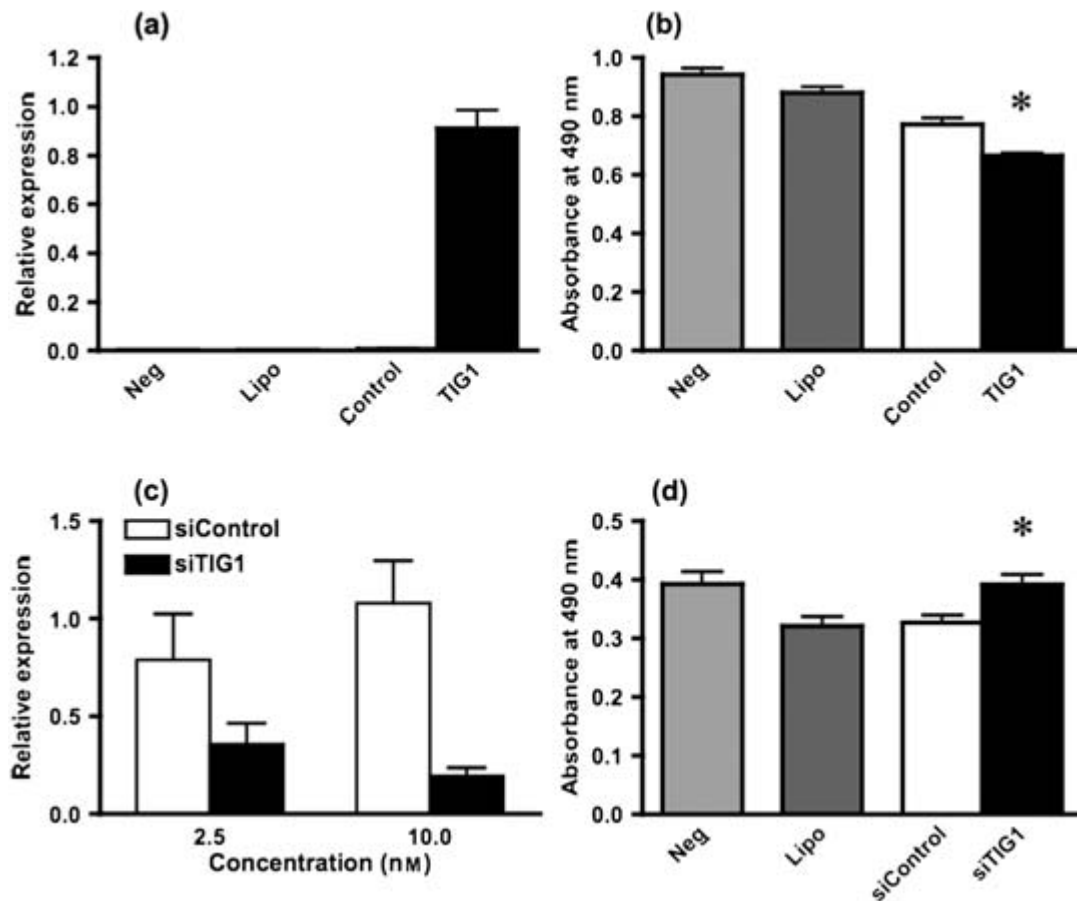 (a)
Relative expression
1.2
1.0
0.8
0.6
0.4
0.2
0.0
Neg
Lipo
Control
TIG1
(b)
Absorbance at 490 nm
1.0
0.8
0.6
0.4
0.2
0.0
*
Neg
Lipo
Control
TIG1
(c)
siControl
siTIG1
Relative expression
1.5
1.0
0.5
0.0
2.5
10.0
Concentration (nM)
(d)
Absorbance at 490 nm
0.5
0.4
0.3
0.2
0.1
0.0
*
Neg
Lipo
siControl
siTIG1